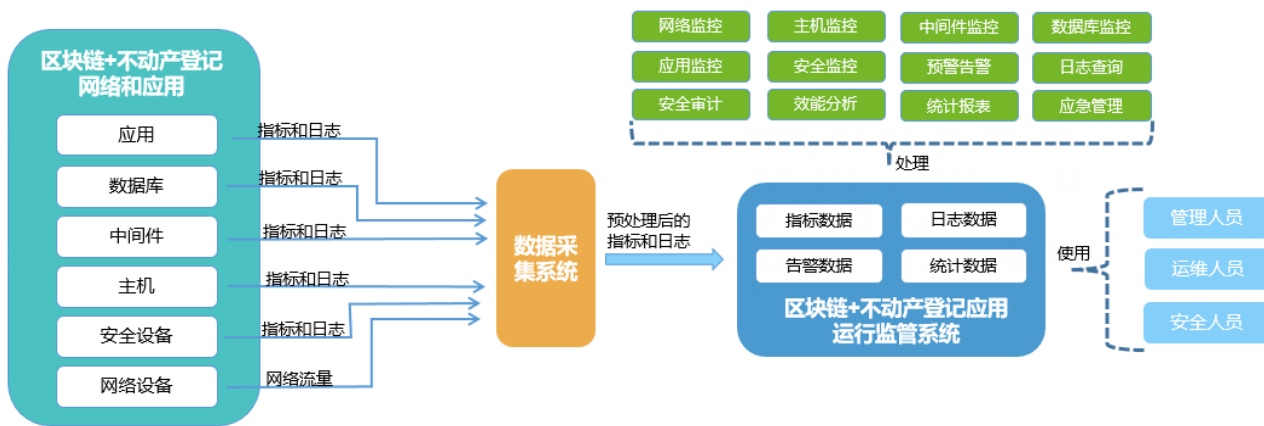 区块链+不动产登记
网络和应用
应用
数据库
中间件
主机
安全设备
网络设备
指标和日志
指标和日志
指标和日志
指标和日志
指标和日志
网络流量
数据采
集系统
预处理后的
指标和日志
网络监控
主机监控
中间件监控
数据库监控
应用监控
安全监控
预警告警
日志查询
安全审计
效能分析
统计报表
应急管理
处理
指标数据
日志数据
告警数据
统计数据
区块链+不动产登记应用
运行监管系统
使用
管理人员
运维人员
安全人员